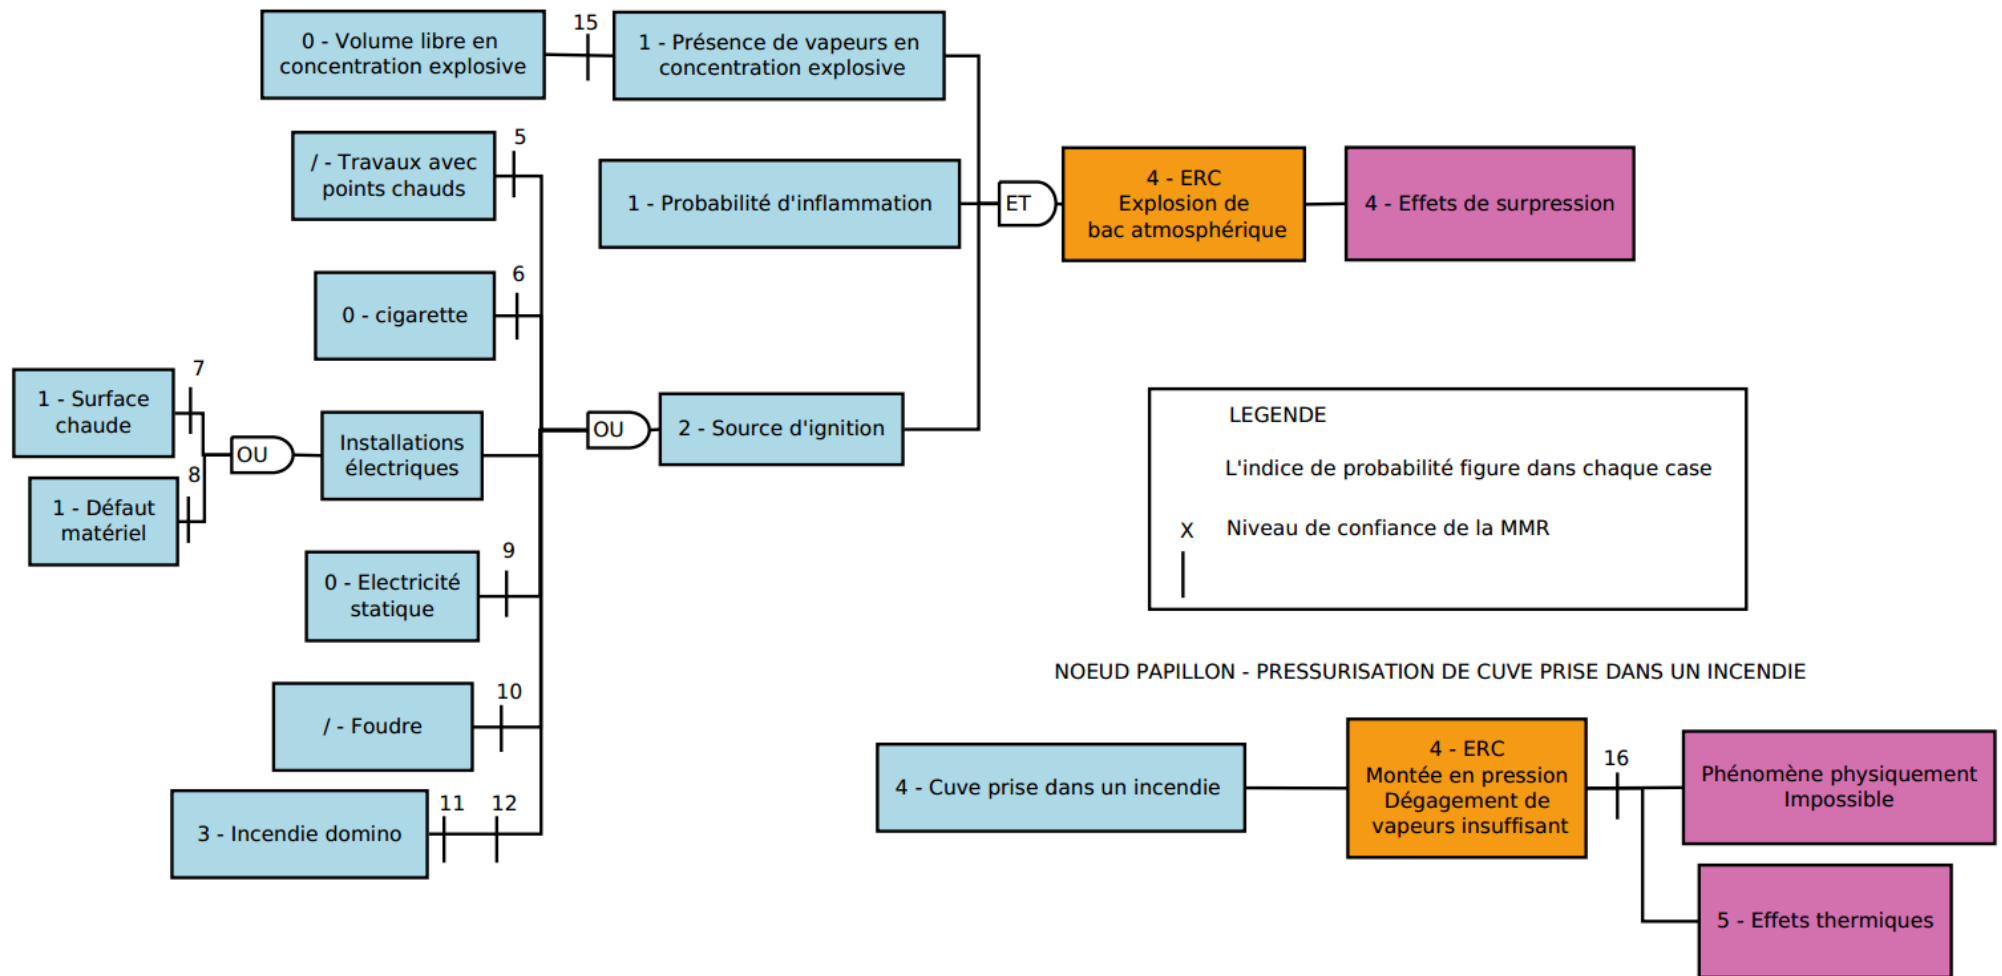 0 - Volume libre en
concentration explosive
15
1 - Présence de vapeurs en
concentration explosive
/ - Travaux avec
points chauds
5
1 - Probabilité d'inflammation
ET
4 - ERC
Explosion de
bac atmosphérique
4 - Effets de surpression
0 - cigarette
6
1 - Surface
chaude
7
1 - Défaut
matériel
8
OU
Installations
électriques
OU
2 - Source d'ignition
0 - Electricité
statique
9
/ - Foudre
10
3 - Incendie domino
11
12
LEGENDE
L'indice de probabilité figure dans chaque case
X
Niveau de confiance de la MMR
NOEUD PAPILLON - PRESSURISATION DE CUVE PRISE DANS UN INCENDIE
4 - Cuve prise dans un incendie
4 - ERC
Montée en pression
Dégagement de
vapeurs insuffisant
16
Phénomène physiquement
Impossible
5 - Effets thermiques